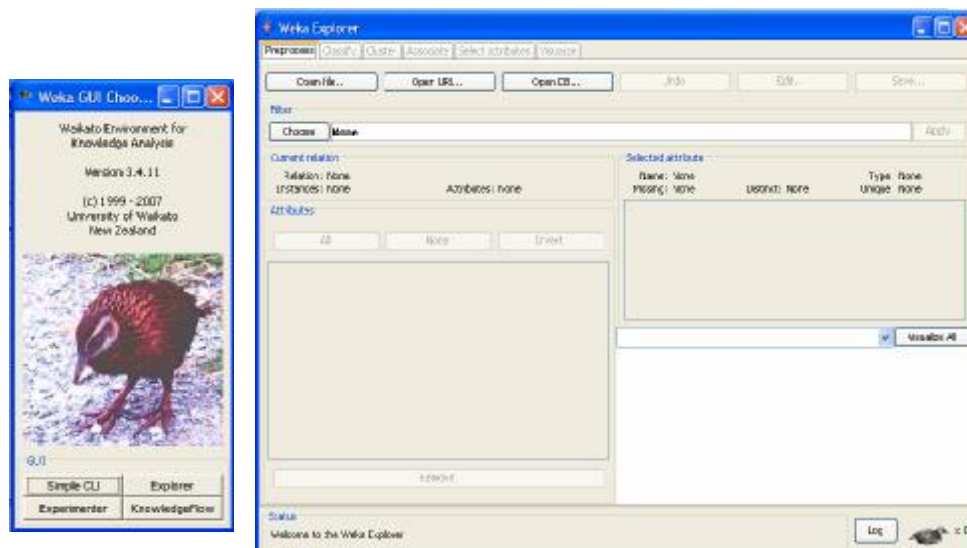 Weka GUI Choo...
Waikato Environment for
Knowledge Analysis
Version 3.4.11
(c) 1999 - 2007
University of Waikato
New Zealand
GUI
Simple CLI
Explorer
Experimenter
KnowledgeFlow
Weka Explorer
Preprocess Classify Cluster Associate Select attributes Visualize
Open file... Open URL... Open DB... Undo Edit... Save...
Filter
Choose None Apply
Current relation
Relation: None
Instances: None Attributes: None
Selected attribute
Name: None Type: None
Missing: None Distinct: None Unique: None
Attributes
All None Invert
Visualize All
Remove
Status
Welcome to the Weka Explorer
Log x 0